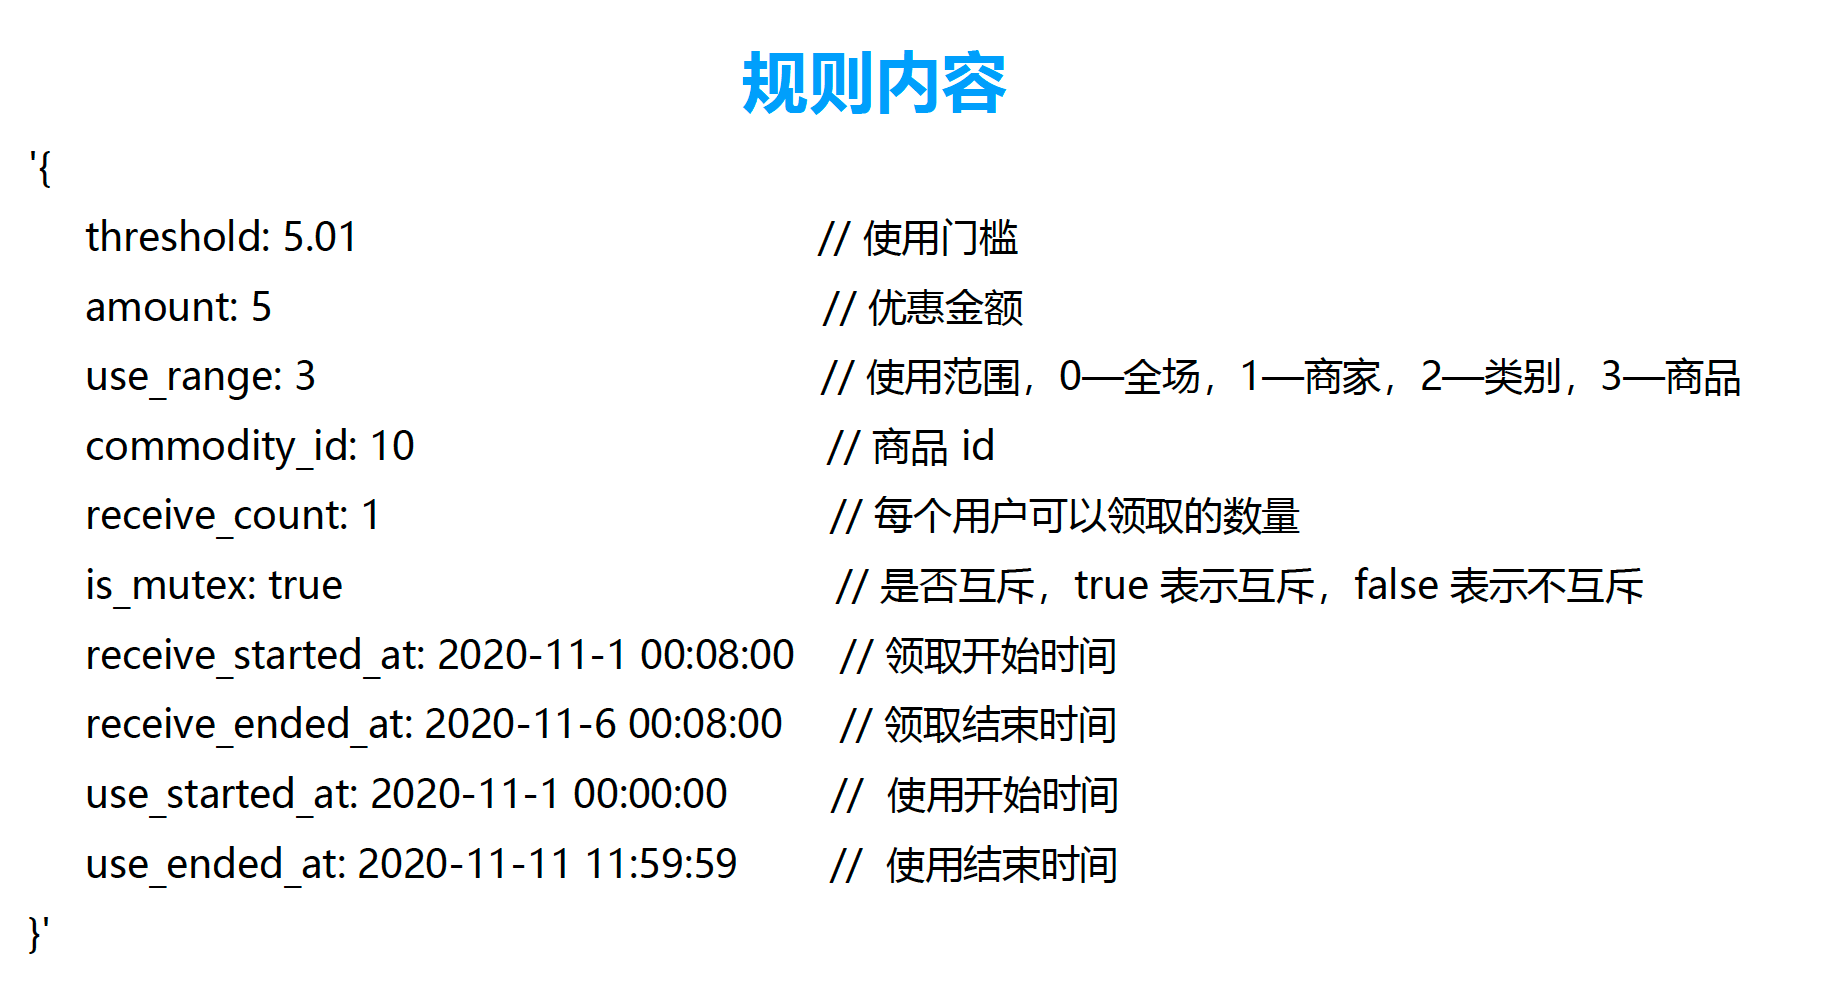 规则内容
'{
threshold: 5.01 // 使用门槛
amount: 5 // 优惠金额
use_range: 3 // 使用范围，0—全场，1—商家，2—类别，3—商品
commodity_id: 10 // 商品 id
receive_count: 1 // 每个用户可以领取的数量
is_mutex: true // 是否互斥，true 表示互斥，false 表示不互斥
receive_started_at: 2020-11-1 00:08:00 // 领取开始时间
receive_ended_at: 2020-11-6 00:08:00 // 领取结束时间
use_started_at: 2020-11-1 00:00:00 // 使用开始时间
use_ended_at: 2020-11-11 11:59:59 // 使用结束时间
}'